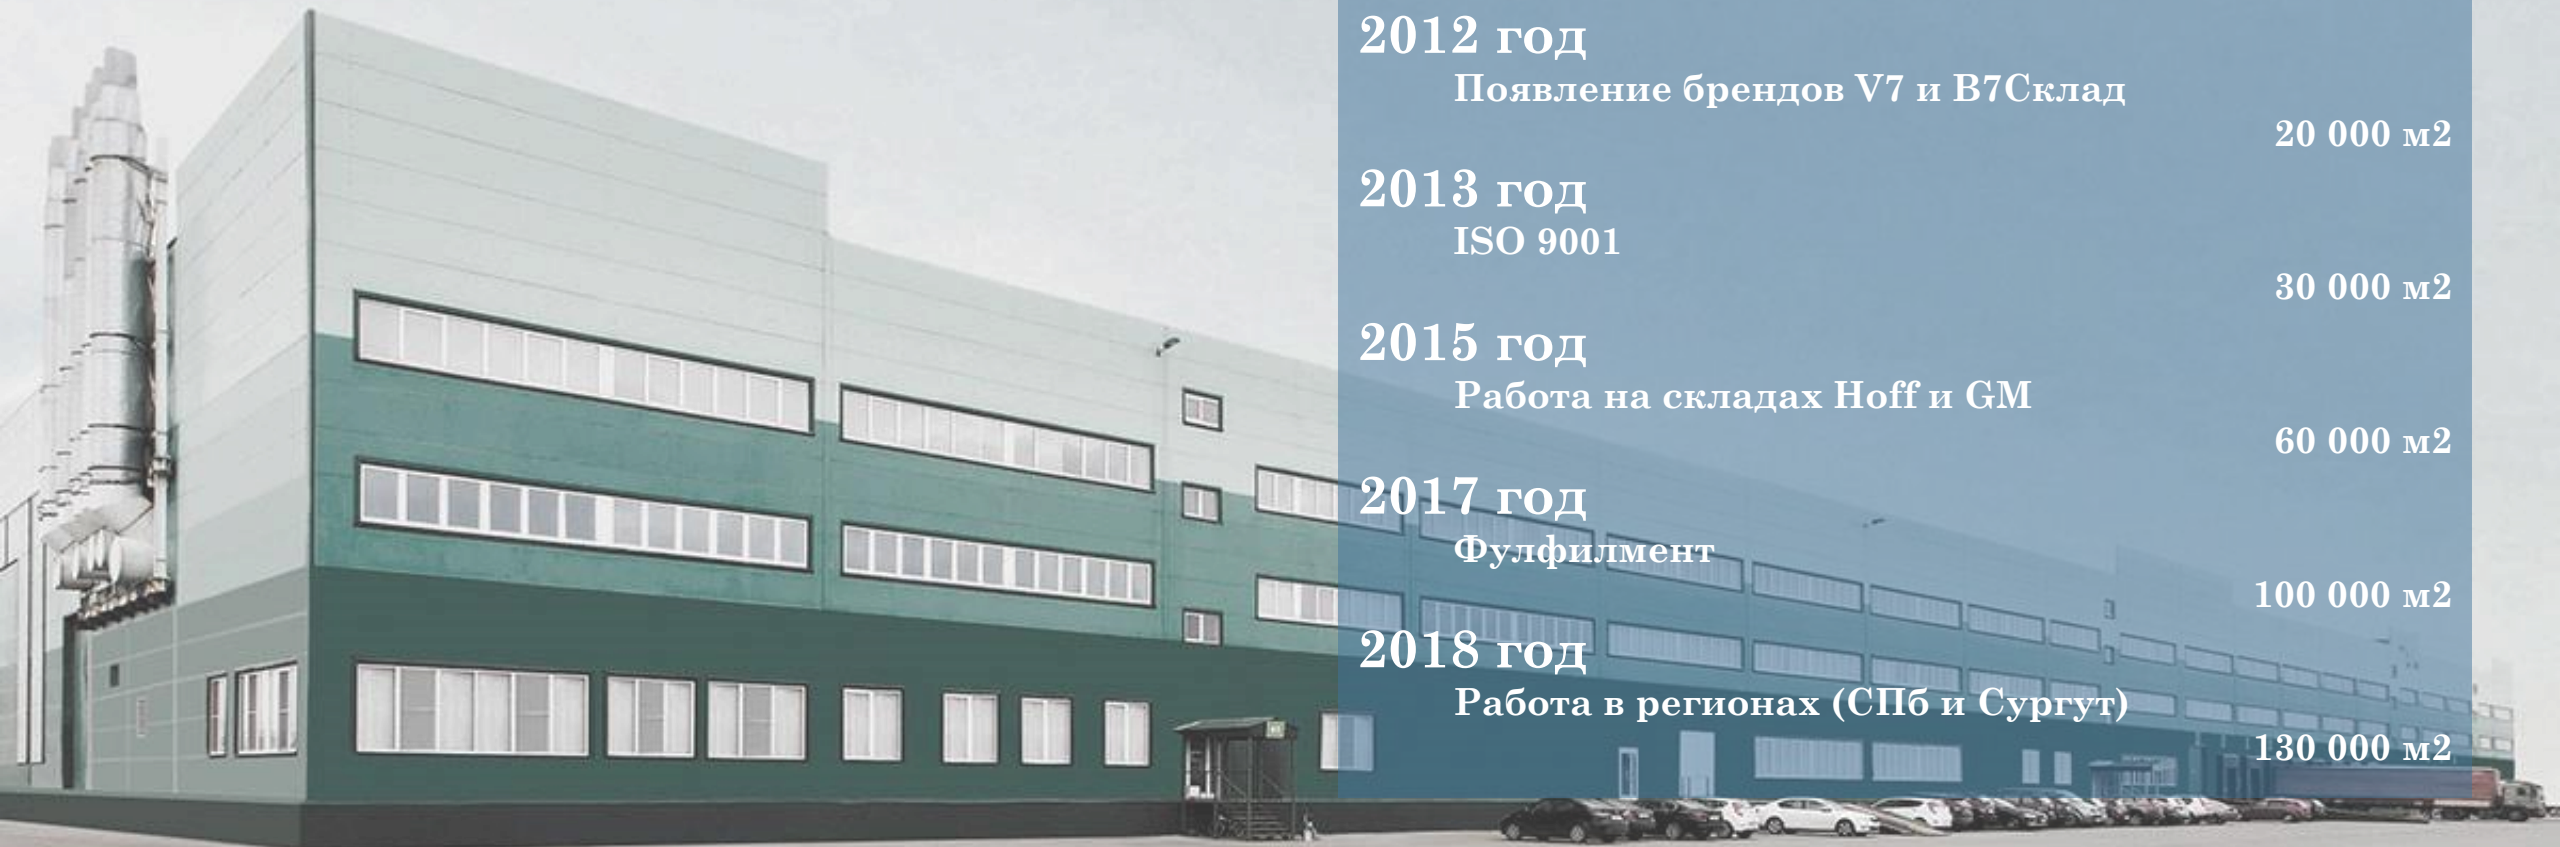 2012 год
Появление брендов V7 и В7Склад
20 000 м2
2013 год
ISO 9001
30 000 м2
2015 год
Работа на складах Hoff и GM
60 000 м2
2017 год
Фулфилмент
100 000 м2
2018 год
Работа в регионах (СПб и Сургут)
130 000 м2